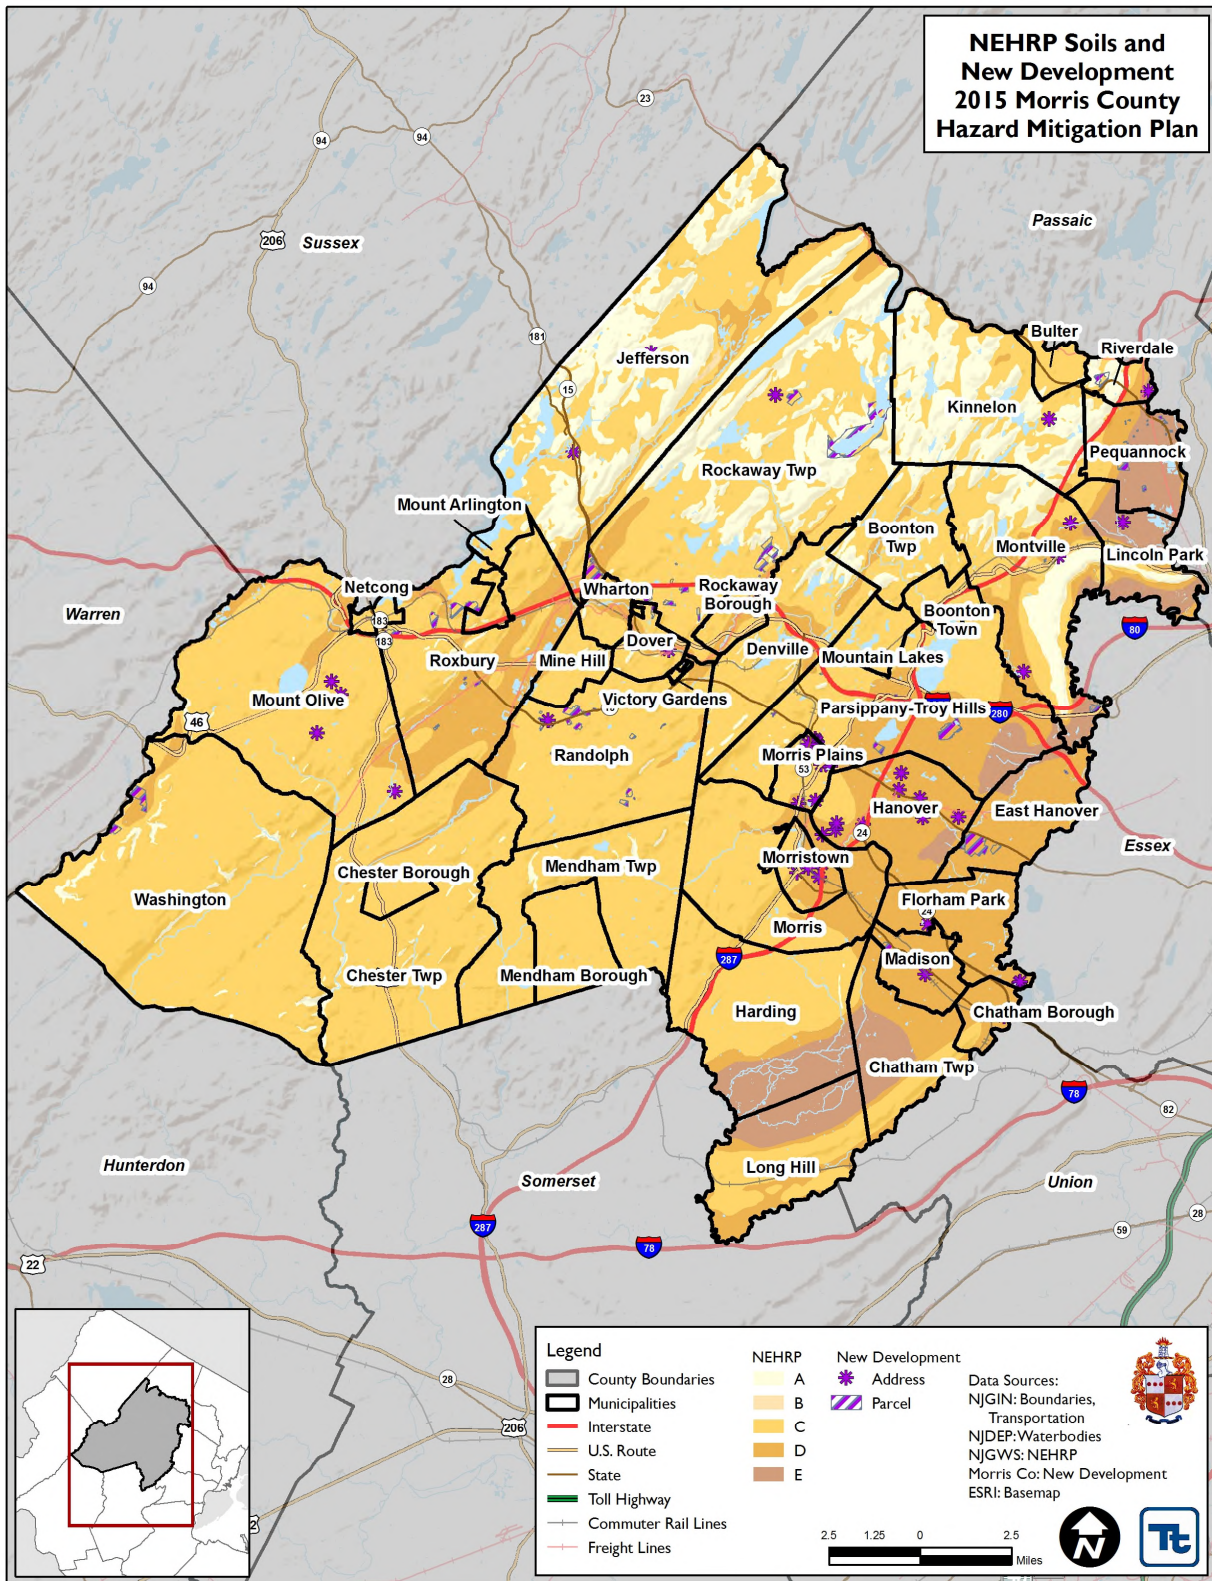 NEHRP Soils and
New Development
2015 Morris County
Hazard Mitigation Plan
23
94
94
Passaic
206
Sussex
94
181
Bulter
Riverdale
Jefferson
15
Kinnelon
Pequannock
Rockaway Twp
Mount Arlington
Boonton
Twp
Montville
Lincoln Park
Netcong
Wharton
Rockaway
Borough
Warren
183
Boonton
Town
80
183
Dover
Denville
Roxbury
Mine Hill
Mountain Lakes
Mount Olive
Victory Gardens
Parsippany-Troy Hills
280
46
Randolph
Morris Plains
53
Hanover
East Hanover
24
Essex
Morristown
Mendham Twp
Chester Borough
Washington
Florham Park
24
Morris
Madison
287
Chester Twp
Mendham Borough
Harding
Chatham Borough
Chatham Twp
78
82
Hunterdon
Long Hill
Somerset
Union
287
28
59
78
22
28
206
Legend
County Boundaries
Municipalities
Interstate
U.S. Route
State
Toll Highway
Commuter Rail Lines
Freight Lines
NEHRP
A
B
C
D
E
New Development
Address
Parcel
Data Sources:
NJGIN: Boundaries,
Transportation
NJDEP: Waterbodies
NJGWS: NEHRP
Morris Co: New Development
ESRI: Basemap
2.5 1.25 0 2.5
Miles
N
Tt